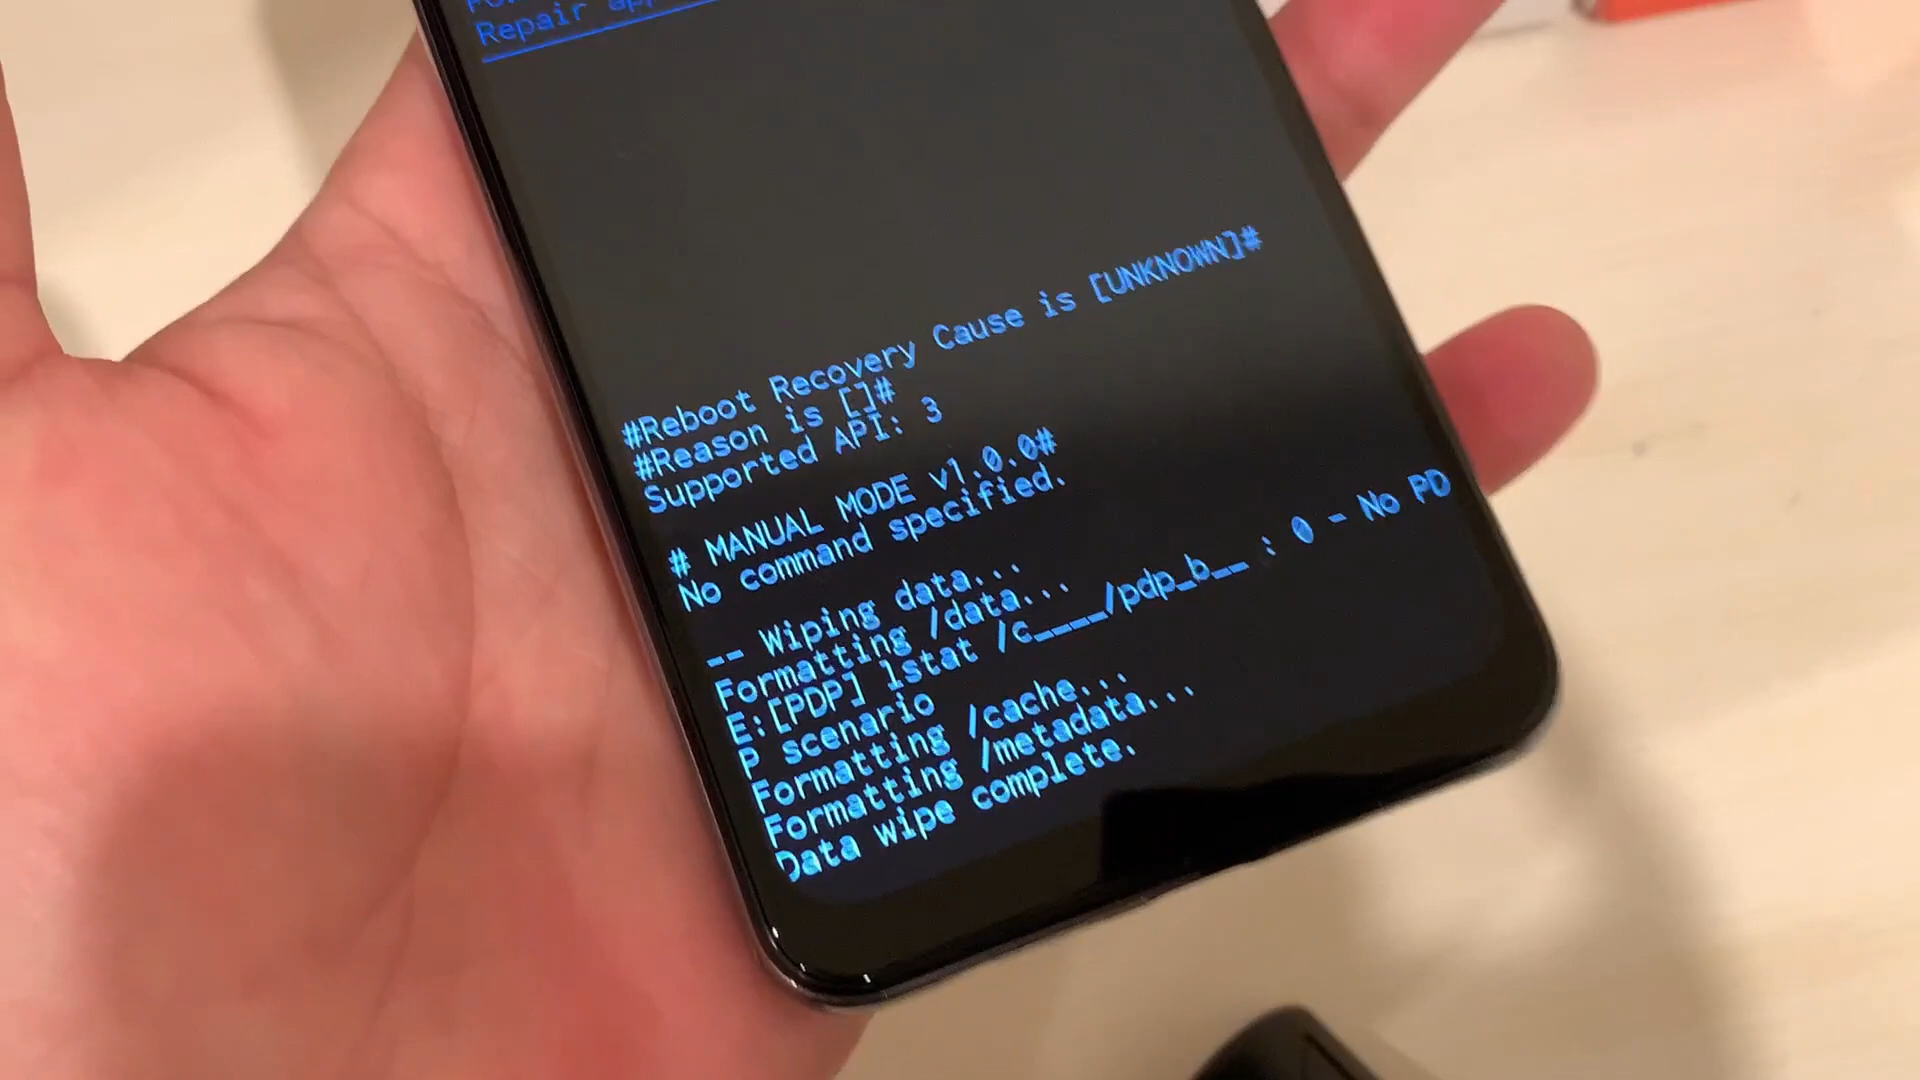 Repair
#Reboot Recovery Cause is [UNKNOWN]#
#Reason is []#
Supported API: 3
# MANUAL MODE v1.0.0#
No command specified.
-- Wiping data...
Formatting /data...
E:[PDP] lstat /c____/pdp_b__ : 0 - No PD
P scenario
Formatting /cache...
Formatting /metadata...
Data wipe complete.